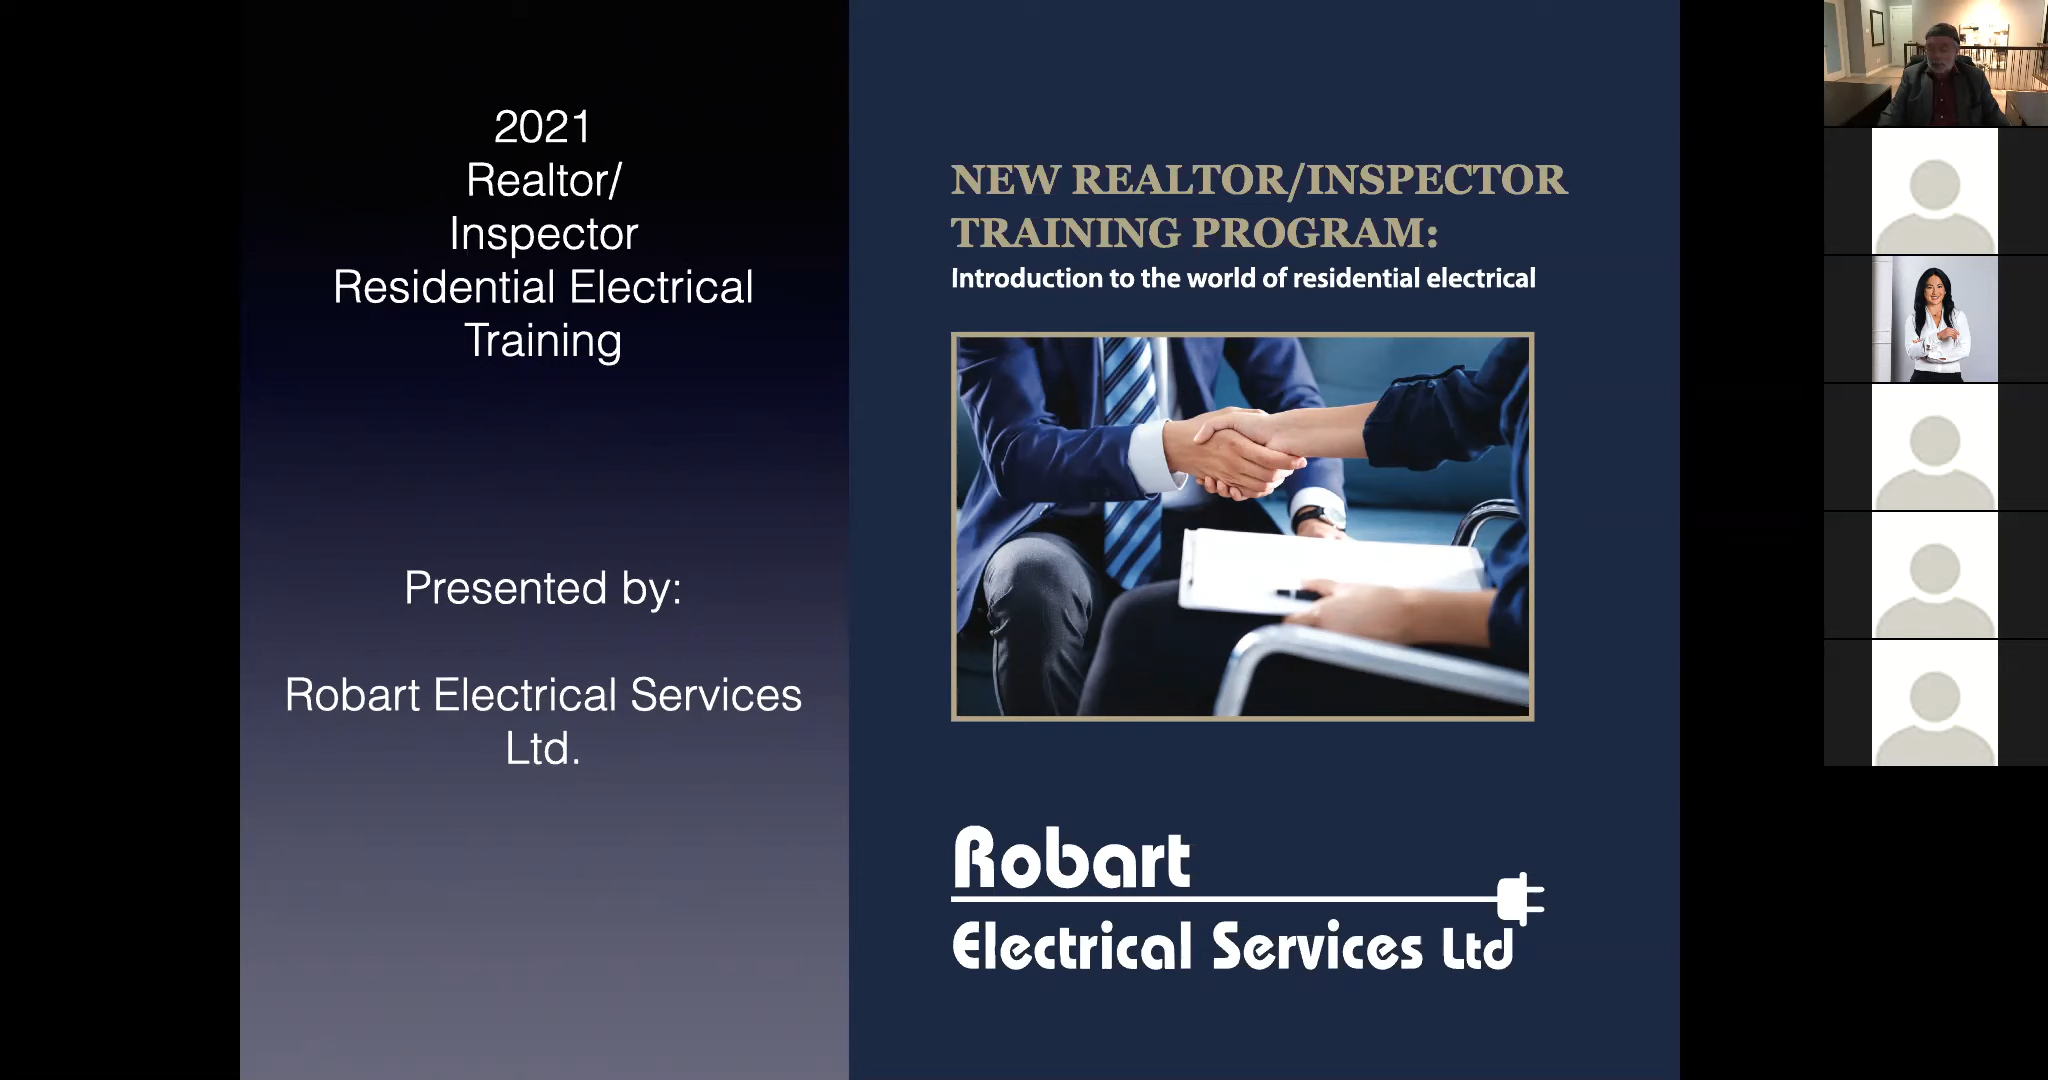 2021
Realtor/
Inspector
Residential Electrical
Training
Presented by:
Robart Electrical Services
Ltd.
NEW REALTOR/INSPECTOR
TRAINING PROGRAM:
Introduction to the world of residential electrical
Robart
Electrical Services Ltd